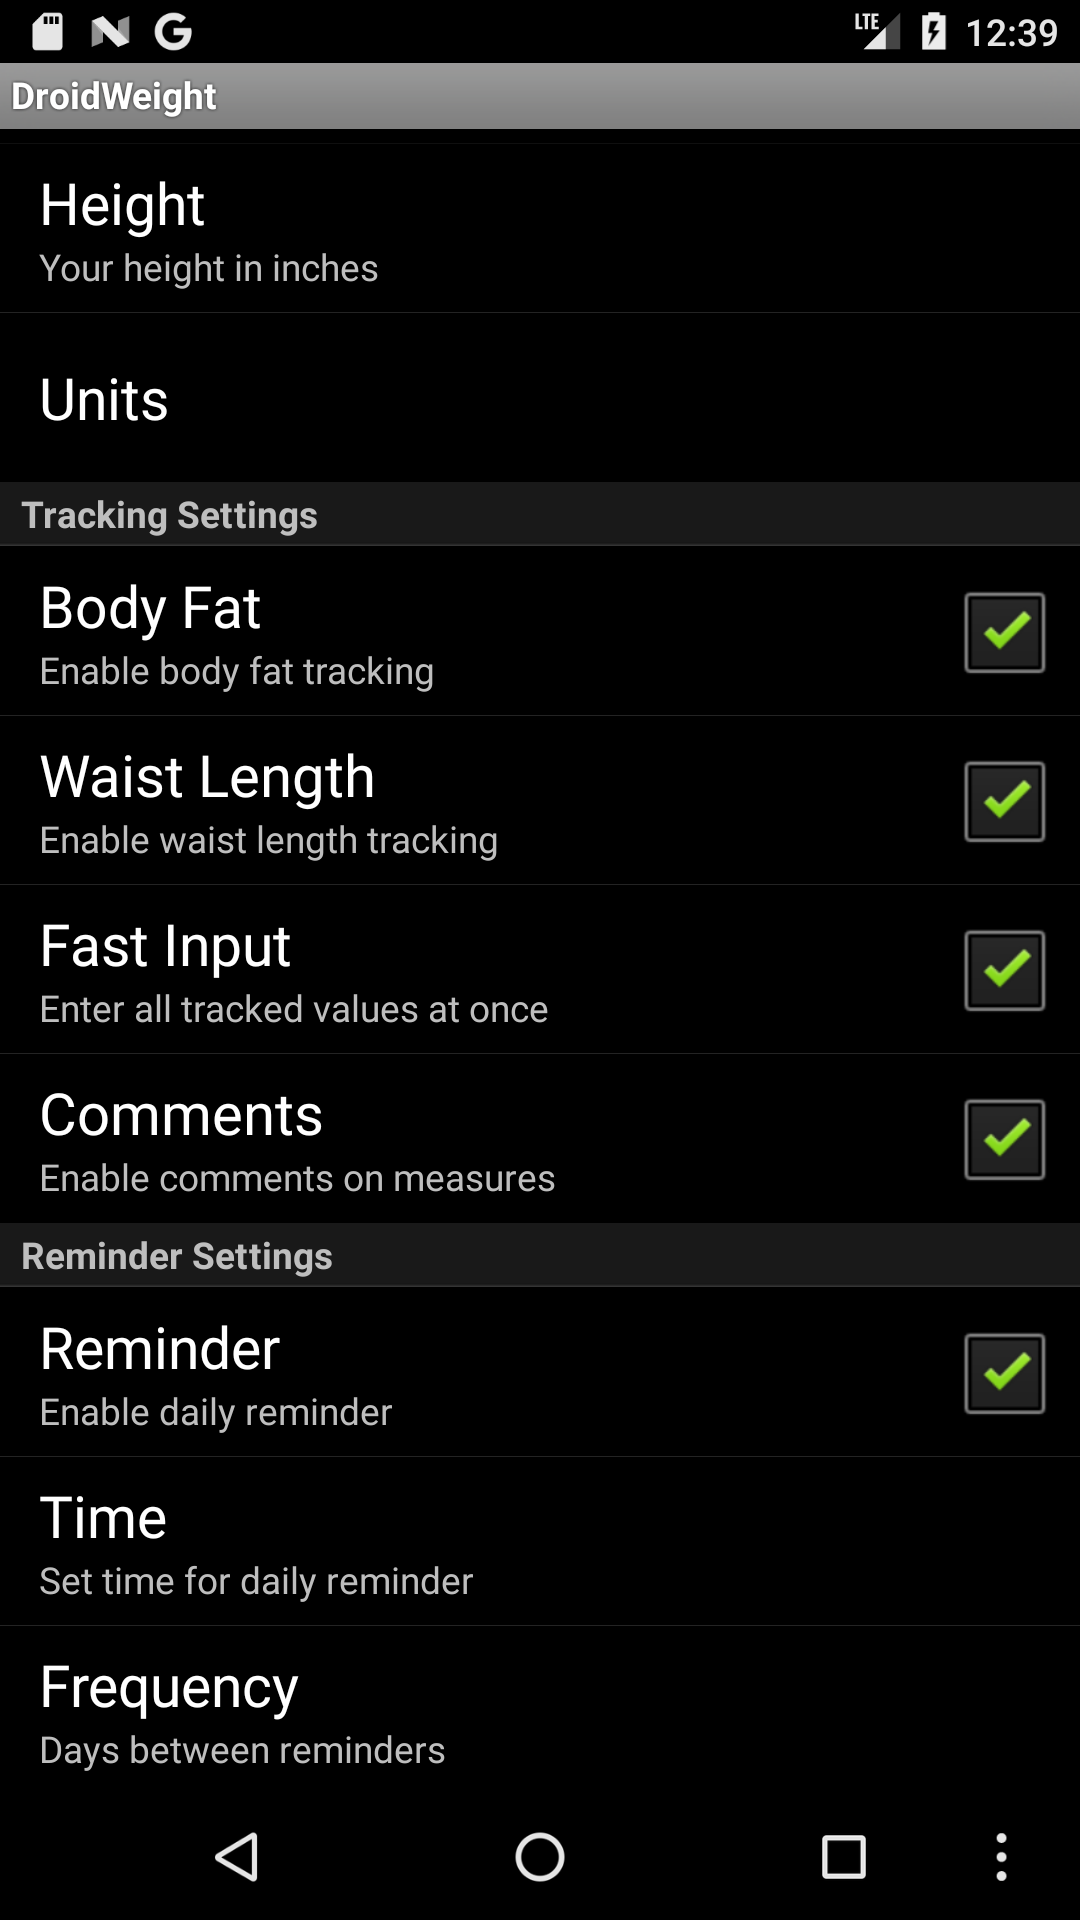 LTE 12:39
DroidWeight
Height
Your height in inches
Units
Tracking Settings
Body Fat
Enable body fat tracking
Waist Length
Enable waist length tracking
Fast Input
Enter all tracked values at once
Comments
Enable comments on measures
Reminder Settings
Reminder
Enable daily reminder
Time
Set time for daily reminder
Frequency
Days between reminders